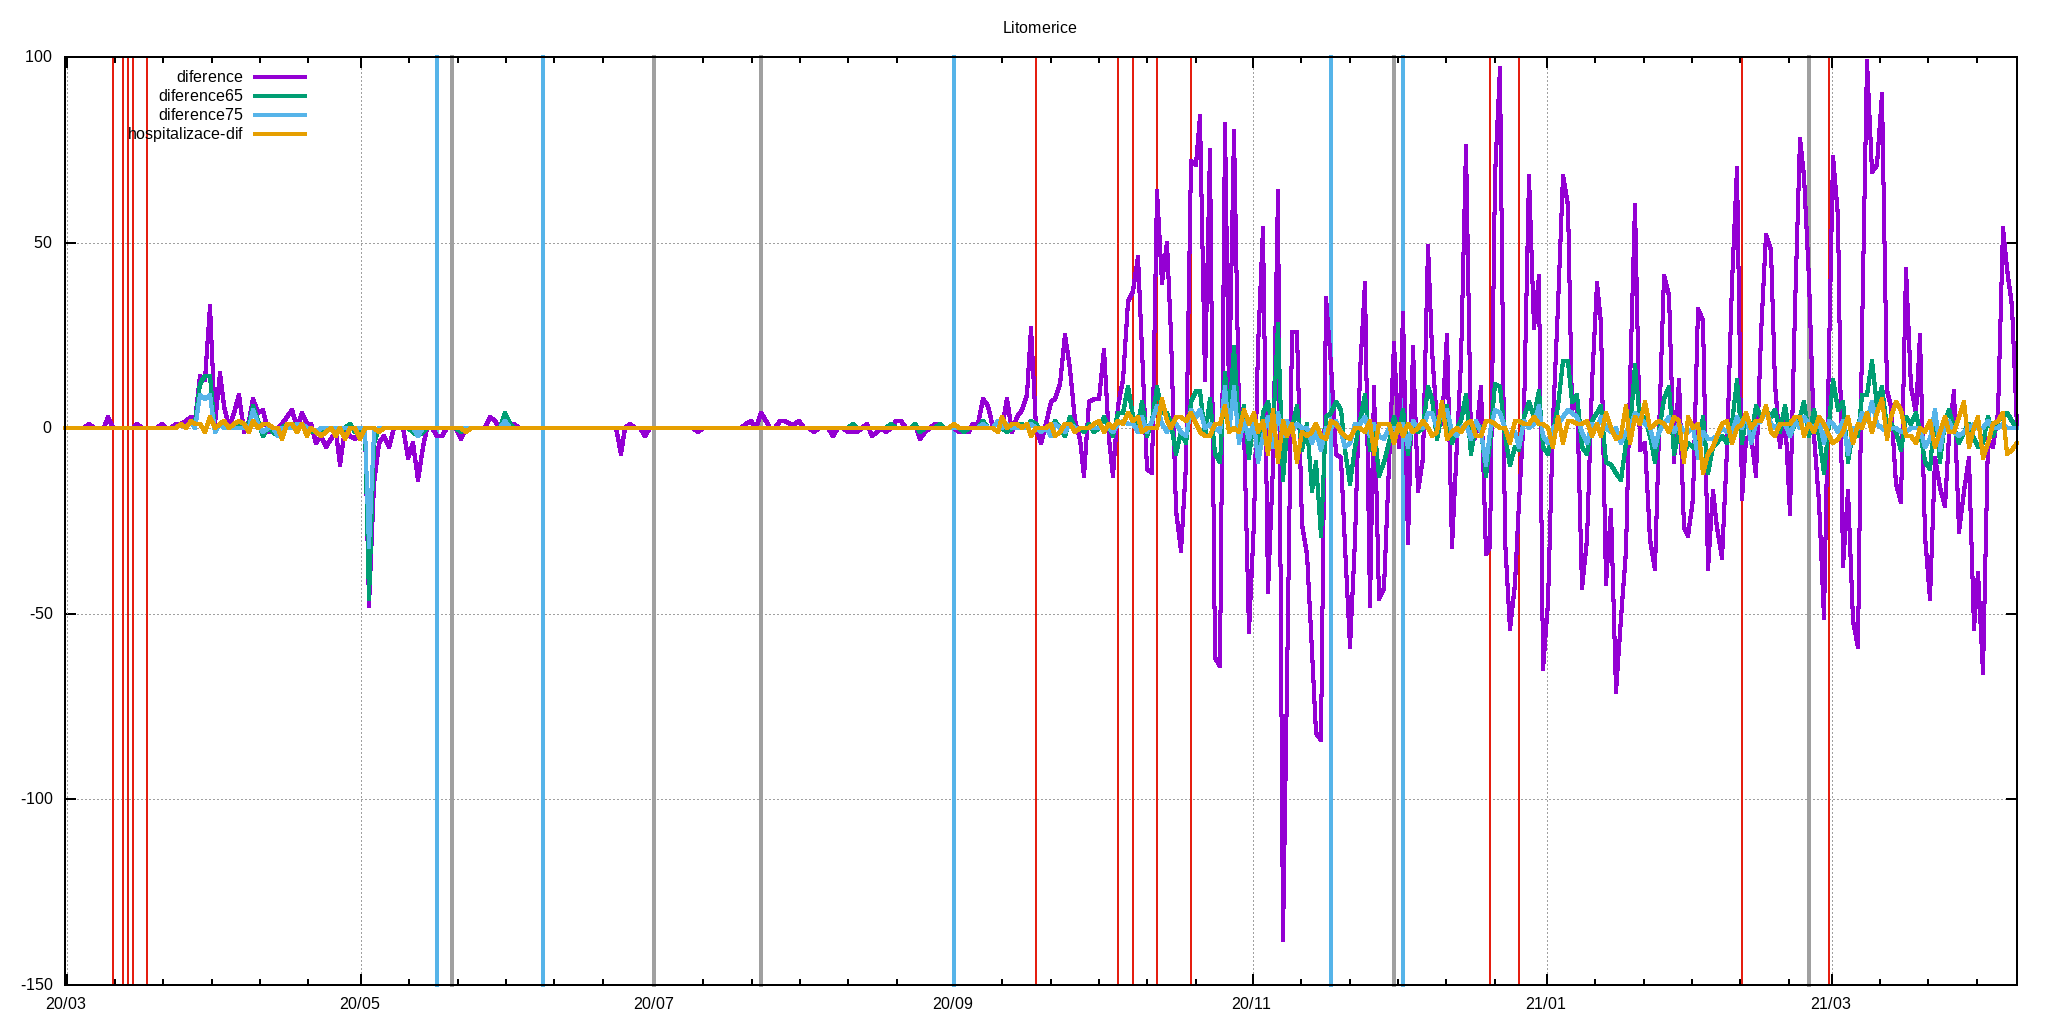 Litomerice
100
diference
diference65
diference75
hospitalizace-dif
50
0
-50
-100
-150
20/03 20/05 20/07 20/09 20/11 21/01 21/03